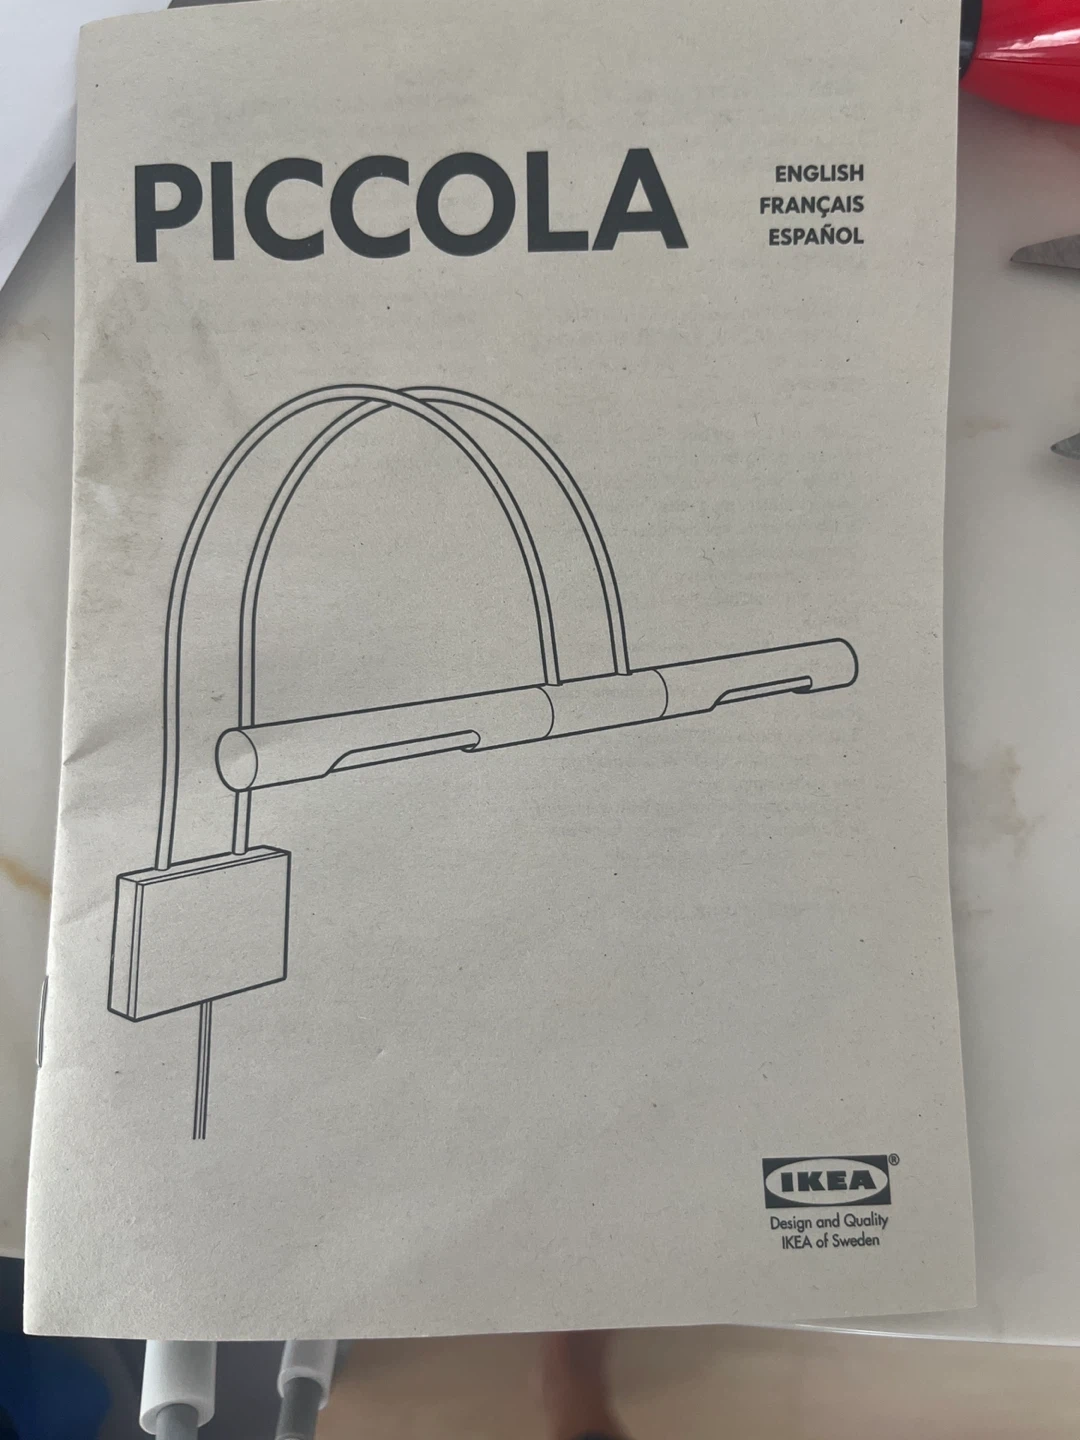 PICCOLA
ENGLISH
FRANÇAIS
ESPAÑOL
IKEA®
Design and Quality
IKEA of Sweden